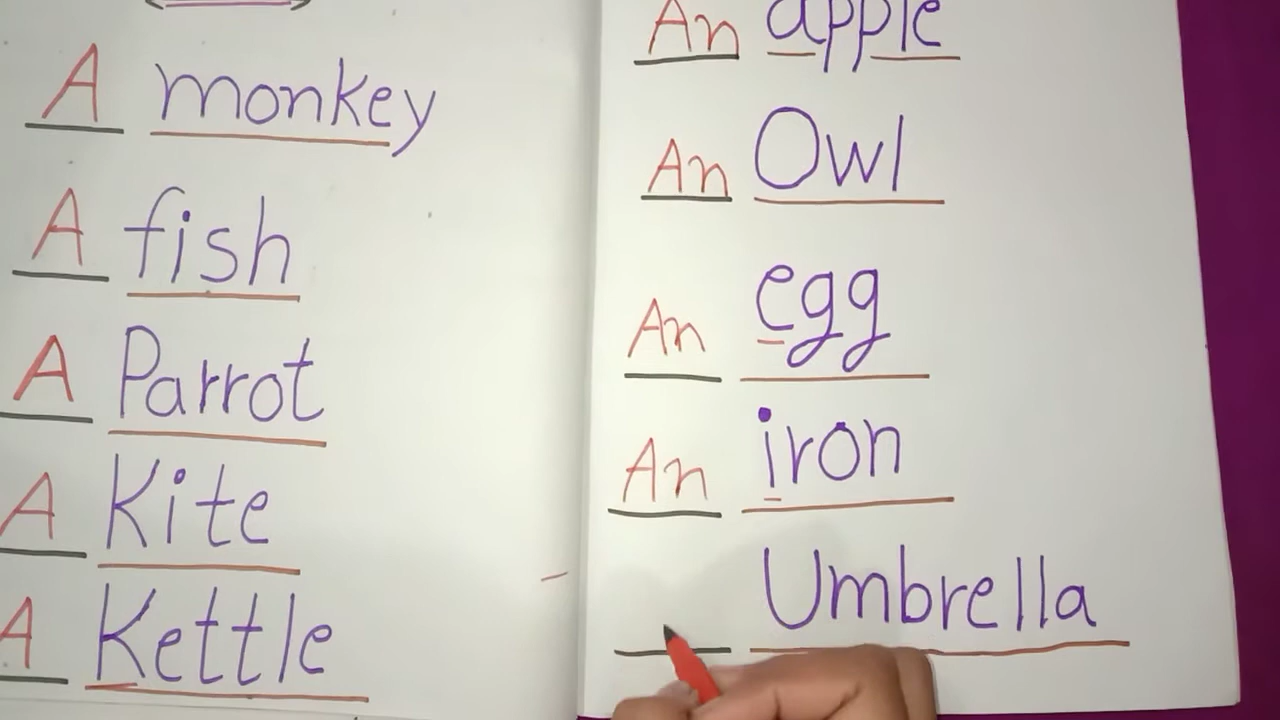 A monkey
A fish
A Parrot
A Kite
A Kettle
An apple
An Owl
An egg
An iron
Umbrella